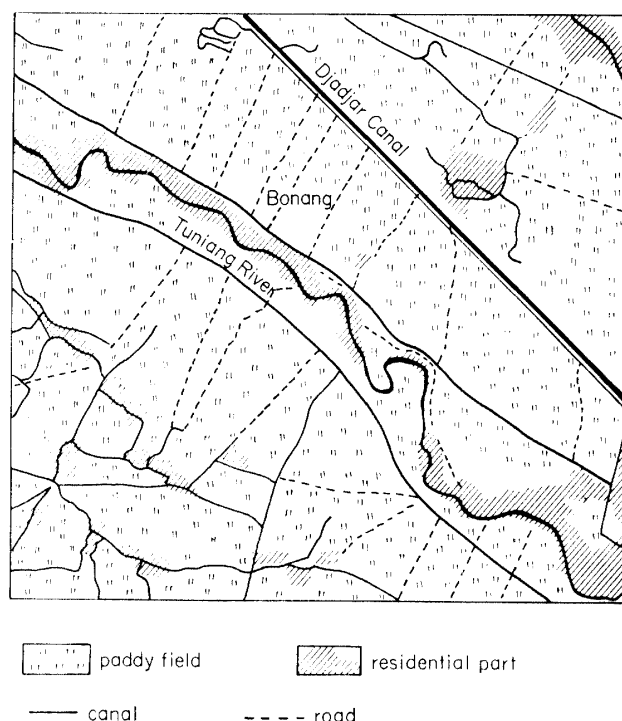 Djadjar Canal
Bonang
Tuniang River
paddy field
residential part
canal
road